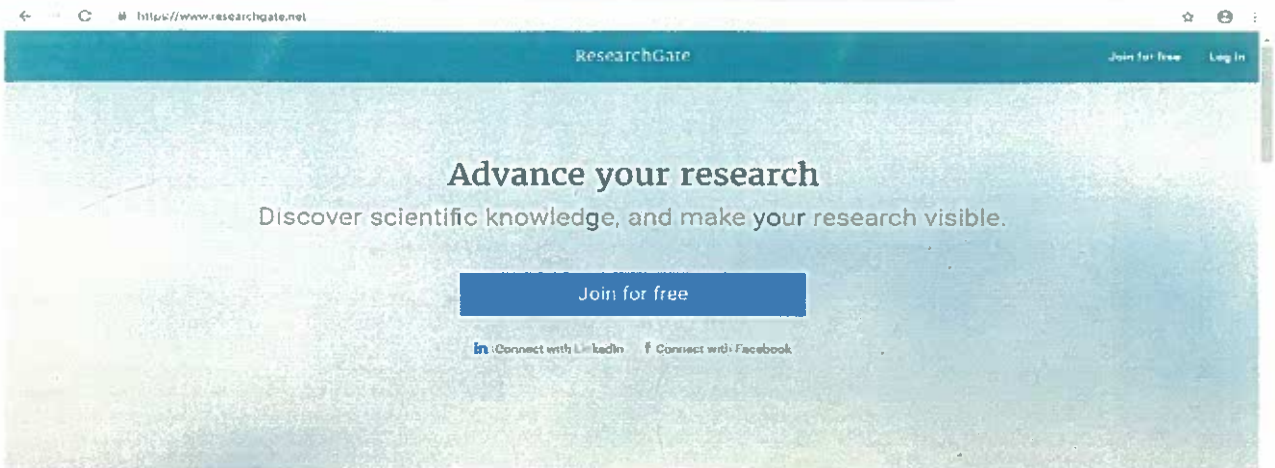 https://www.researchgate.net
ResearchGate
Join for free Log In
Advance your research
Discover scientific knowledge, and make your research visible.
Join for free
in Connect with LinkedIn f Connect with Facebook